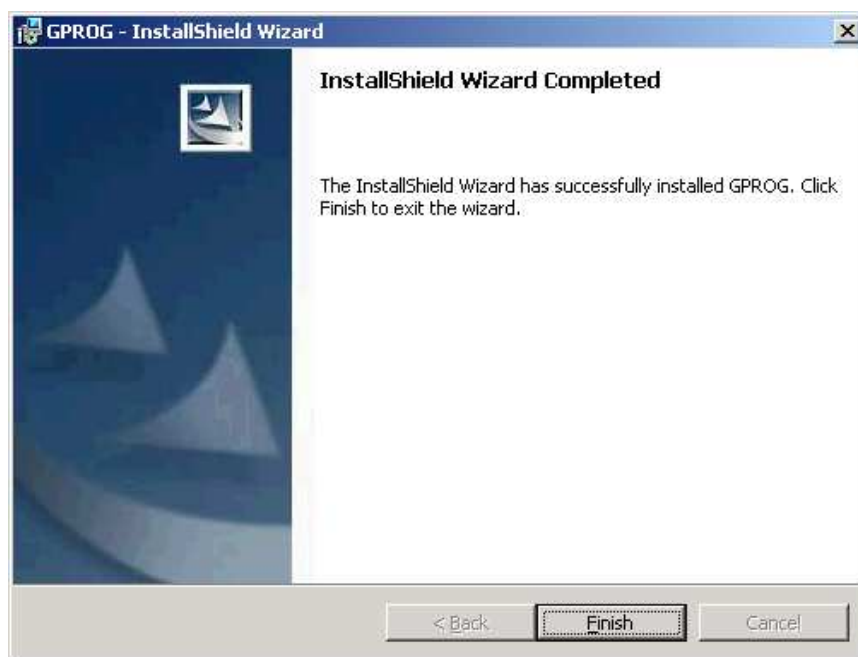 GPROG - InstallShield Wizard
InstallShield Wizard Completed
The InstallShield Wizard has successfully installed GPROG. Click
Finish to exit the wizard.
< Back
Finish
Cancel